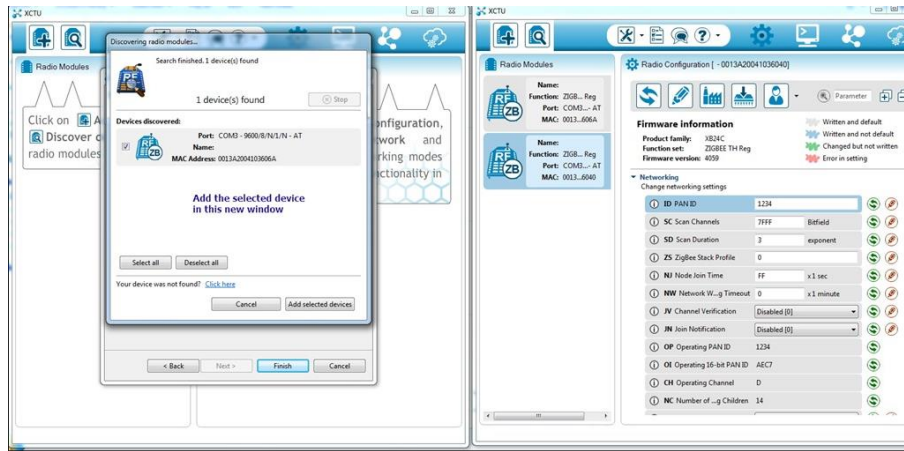 XCTU
Discovering radio modules...
Search finished. 1 device(s) found
1 device(s) found
Stop
Devices discovered:
Port: COM3 - 9600/8/N/1/N - AT
Name:
MAC Address: 0013A2004103606A
Add the selected device
in this new window
Select all
Deselect all
Your device was not found? Click here
Cancel
Add selected devices
< Back
Next >
Finish
Cancel
Radio Modules
Click on
Discover
radio modules
XCTU
Radio Modules
Name:
Function: ZIGB... Reg
Port: COM3...- AT
MAC: 0013...606A
Name:
Function: ZIGB... Reg
Port: COM3...- AT
MAC: 0013...6040
Radio Configuration [ - 0013A20041036040]
Parameter
Firmware information
Product family: XB24C
Function set: ZIGBEE TH Reg
Firmware version: 4059
Written and default
Written and not default
Changed but not written
Error in setting
Networking
Change networking settings
ID PAN ID 1234
SC Scan Channels 7FFF Bitfield
SD Scan Duration 3 exponent
ZS ZigBee Stack Profile 0
NJ Node Join Time FF x 1 sec
NW Network W...g Timeout 0 x 1 minute
JV Channel Verification Disabled [0]
JN Join Notification Disabled [0]
OP Operating PAN ID 1234
OI Operating 16-bit PAN ID AEC7
CH Operating Channel D
NC Number of ...g Children 14